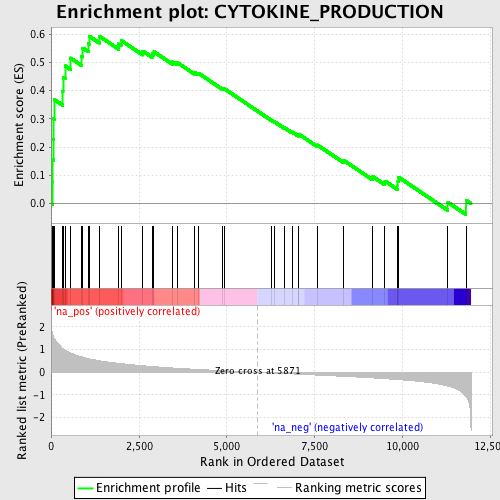 Enrichment plot: CYTOKINE_PRODUCTION
Enrichment score (ES)
0.6
0.5
0.4
0.3
0.2
0.1
0.0
'na_pos' (positively correlated)
Ranked list metric (PreRanked)
2
1
0
-1
-2
Zero cross at 5871
'na_neg' (negatively correlated)
0 2,500 5,000 7,500 10,000 12,500
Rank in Ordered Dataset
Enrichment profile Hits Ranking metric scores